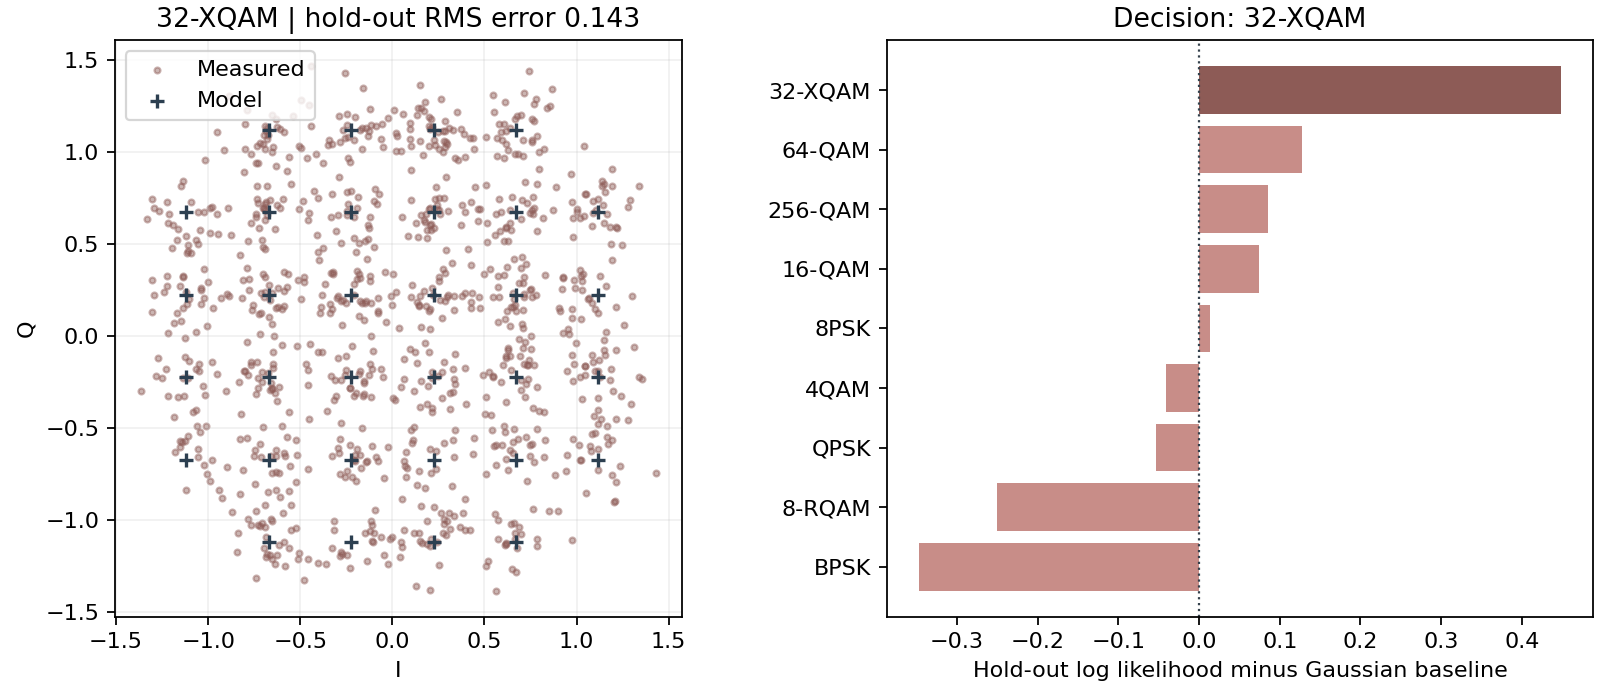 32-XQAM | hold-out RMS error 0.143
Measured
Model
1.5
1.0
0.5
0.0
−0.5
−1.0
−1.5
Q
−1.5
−1.0
−0.5
0.0
0.5
1.0
1.5
I
Decision: 32-XQAM
32-XQAM
64-QAM
256-QAM
16-QAM
8PSK
4QAM
QPSK
8-RQAM
BPSK
−0.3
−0.2
−0.1
0.0
0.1
0.2
0.3
0.4
Hold-out log likelihood minus Gaussian baseline